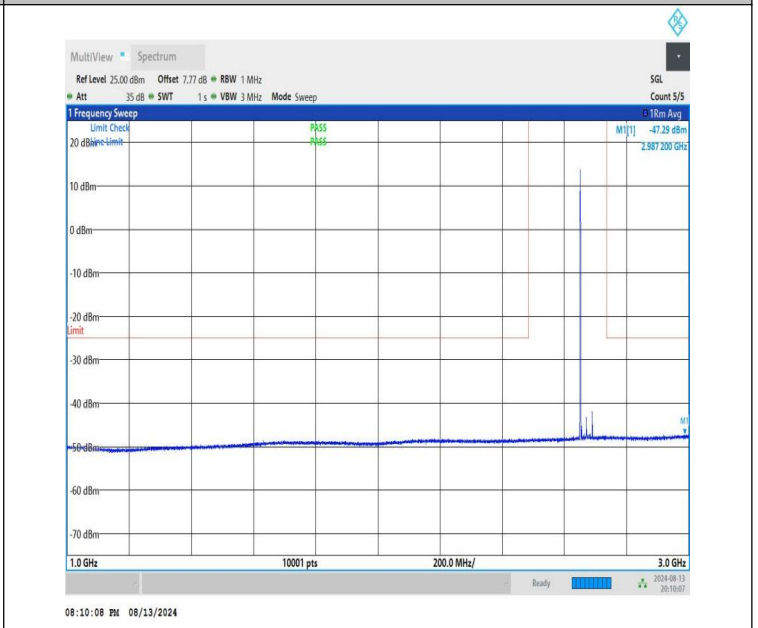 MultiView Spectrum
Ref Level 25.00 dBm Offset 7.77 dB RBW 1 MHz SGL
Att 35 dB SWT 1 s VBW 3 MHz Mode Sweep Count 5/5
1 Frequency Sweep 1Rm Avg
Limit Check PASS M1[1] -47.29 dBm
Line Limit PASS 2.987 200 GHz
20 dBm
10 dBm
0 dBm
-10 dBm
-20 dBm
Limit
-30 dBm
-40 dBm
M1
-50 dBm
-60 dBm
-70 dBm
1.0 GHz 10001 pts 200.0 MHz/ 3.0 GHz
Ready 2024-08-13
20:10:07
08:10:08 PM 08/13/2024